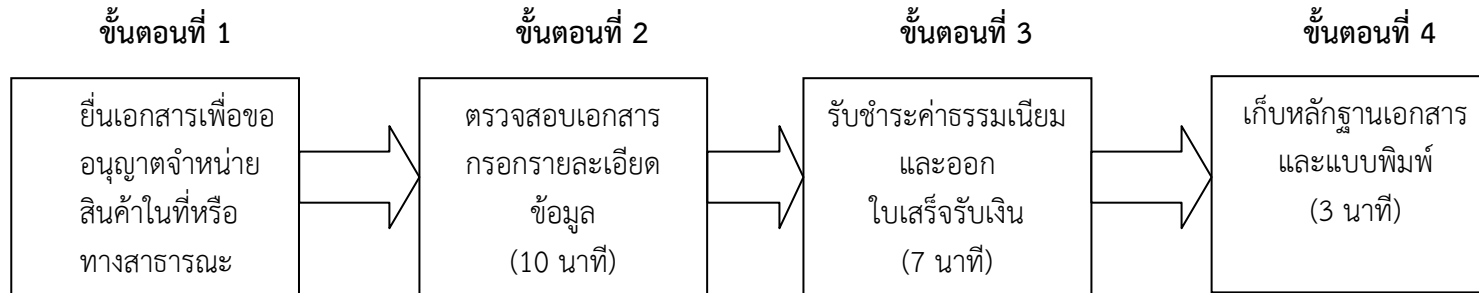 ขั้นตอนที่ 1
ยื่นเอกสารเพื่อขอ
อนุญาตจำหน่าย
สินค้าในที่หรือ
ทางสาธารณะ
ขั้นตอนที่ 2
ตรวจสอบเอกสาร
กรอกรายละเอียด
ข้อมูล
(10 นาที)
ขั้นตอนที่ 3
รับชำระค่าธรรมเนียม
และออก
ใบเสร็จรับเงิน
(7 นาที)
ขั้นตอนที่ 4
เก็บหลักฐานเอกสาร
และแบบพิมพ์
(3 นาที)